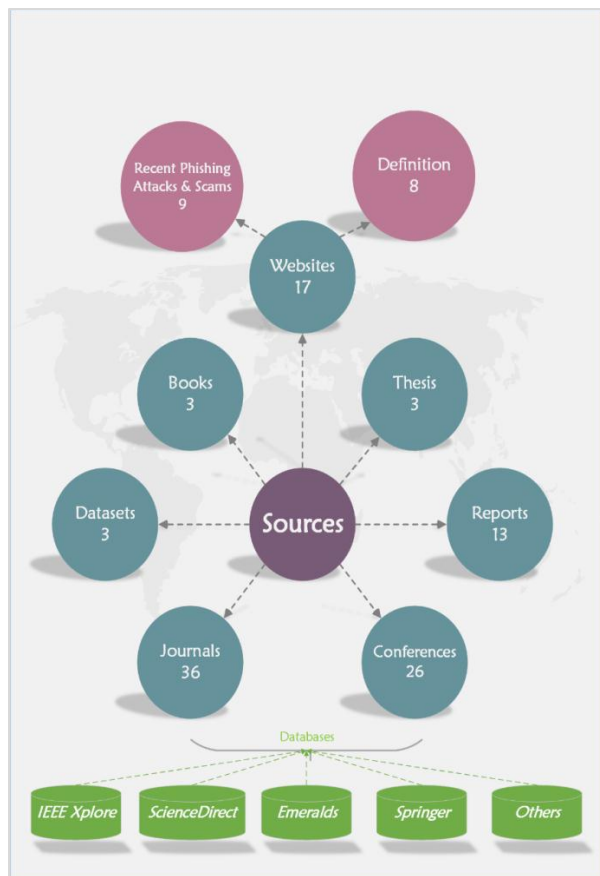 Recent Phishing
Attacks & Scams
9
Definition
8
Websites
17
Books
3
Thesis
3
Datasets
3
Sources
Reports
13
Journals
36
Conferences
26
Databases
IEEE Xplore
ScienceDirect
Emeralds
Springer
Others